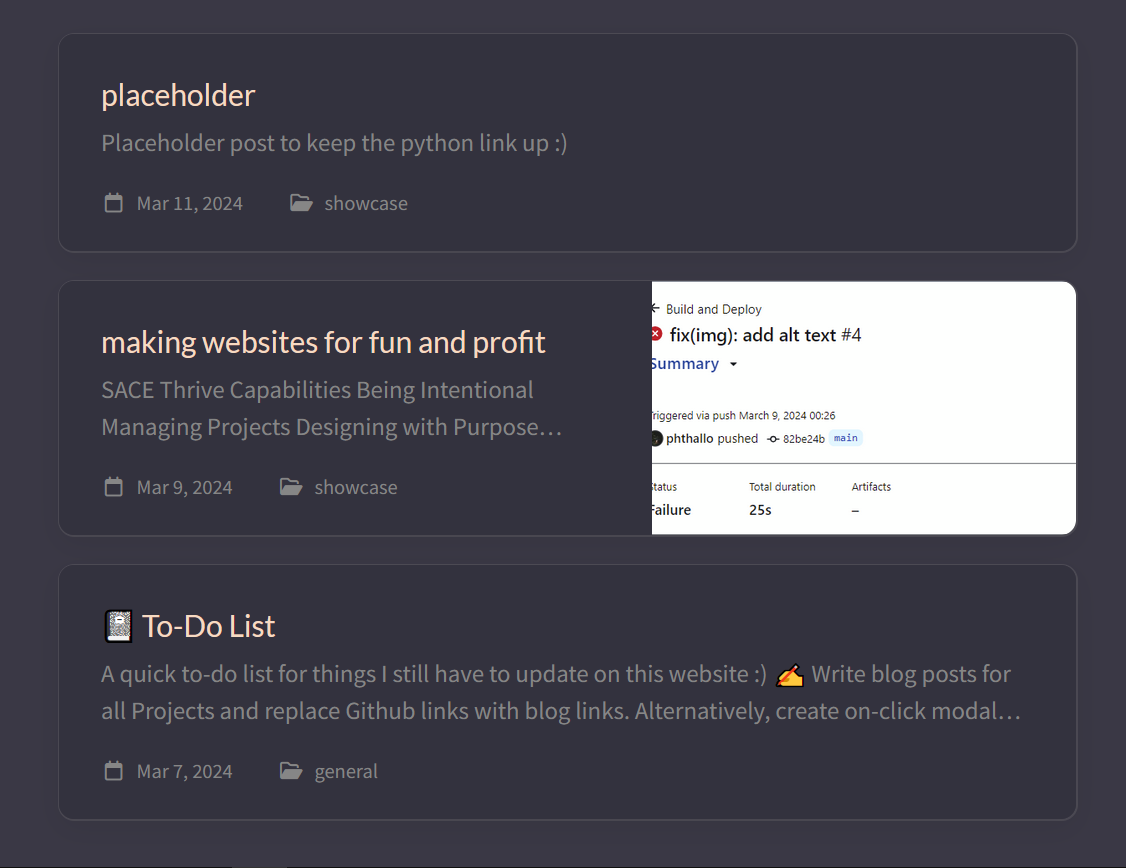 placeholder
Placeholder post to keep the python link up :)
Mar 11, 2024 showcase
making websites for fun and profit
SACE Thrive Capabilities Being Intentional
Managing Projects Designing with Purpose…
Mar 9, 2024 showcase
Build and Deploy
fix(img): add alt text #4
Summary
Triggered via push March 9, 2024 00:26
phthallo pushed 82be24b main
Status Total duration Artifacts
Failure 25s –
📓 To-Do List
A quick to-do list for things I still have to update on this website :) ✍️ Write blog posts for
all Projects and replace Github links with blog links. Alternatively, create on-click modal…
Mar 7, 2024 general